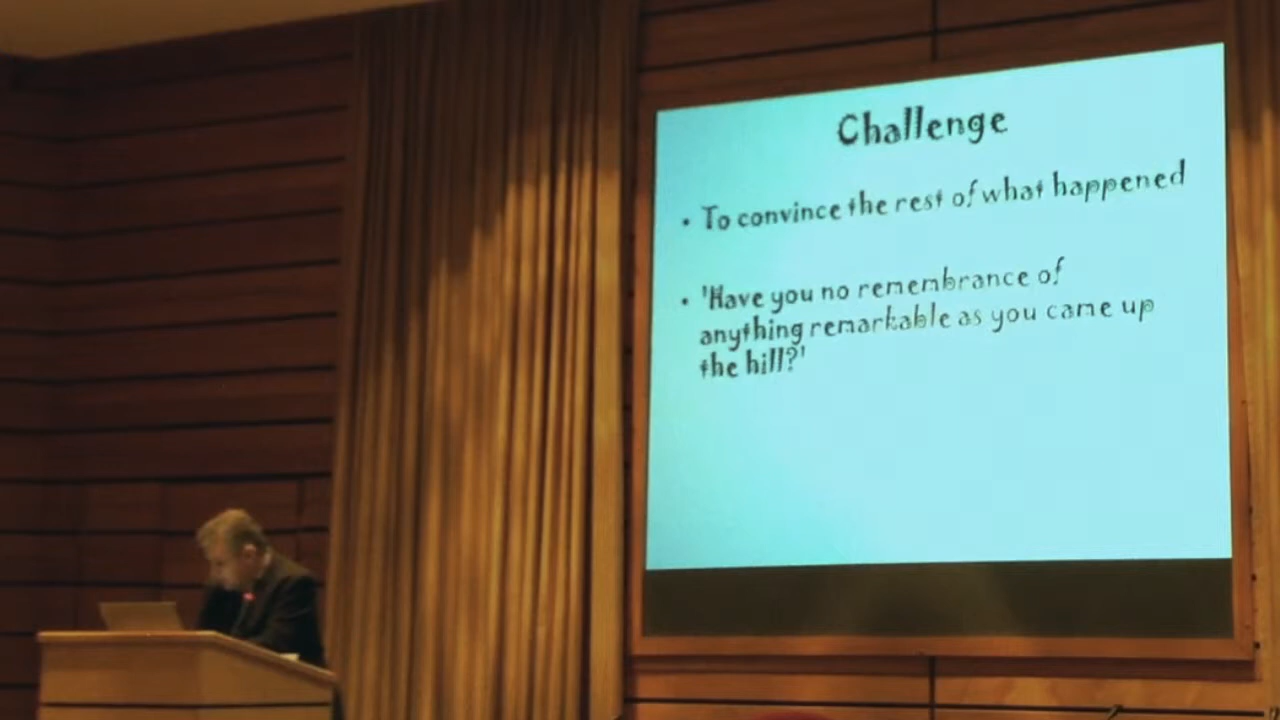 Challenge
• To convince the rest of what happened
• 'Have you no remembrance of
anything remarkable as you came up
the hill?'